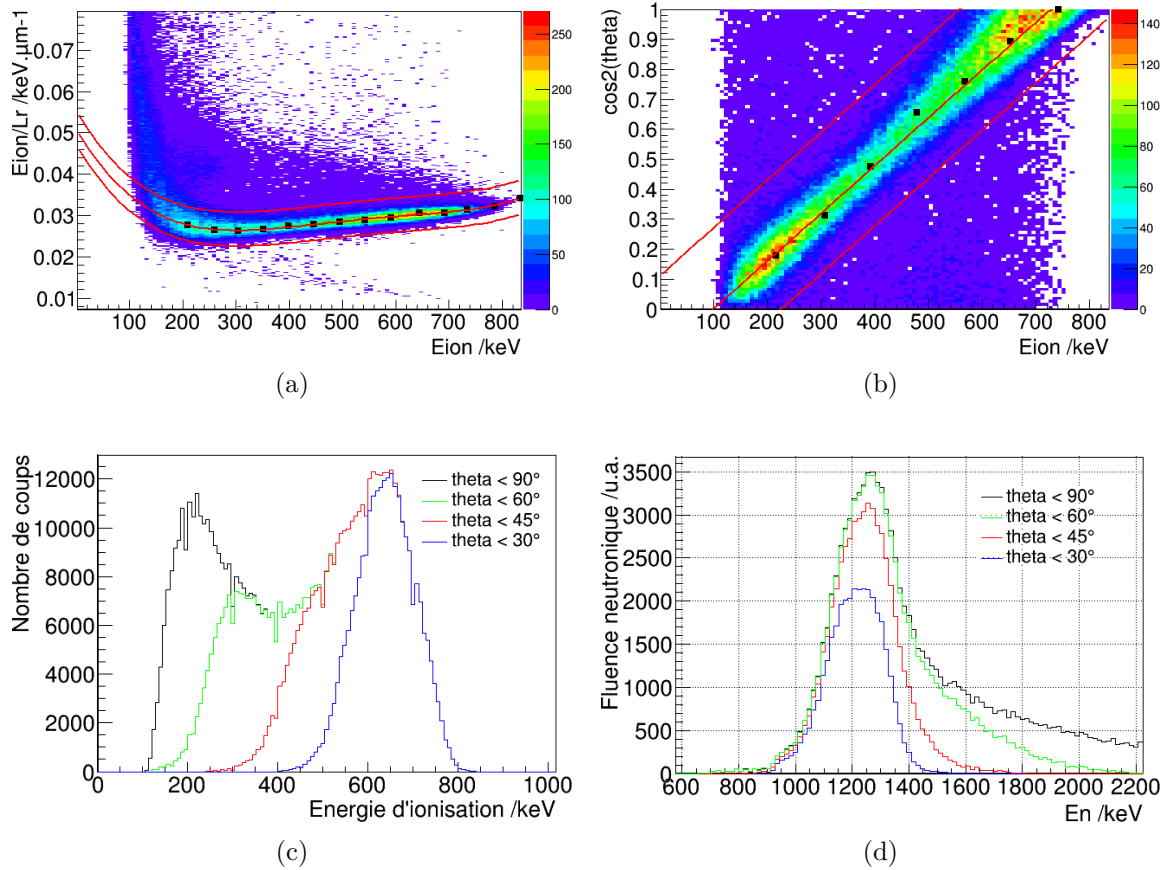 Eion/Lr /keV.µm-1
0.07
0.06
0.05
0.04
0.03
0.02
0.01
100 200 300 400 500 600 700 800
Eion /keV
250
200
150
100
50
0
(a)
cos2(theta)
1
0.9
0.8
0.7
0.6
0.5
0.4
0.3
0.2
0.1
0
100 200 300 400 500 600 700 800
Eion /keV
140
120
100
80
60
40
20
0
(b)
Nombre de coups
12000
10000
8000
6000
4000
2000
0
theta < 90°
theta < 60°
theta < 45°
theta < 30°
0 200 400 600 800 1000
Energie d'ionisation /keV
(c)
Fluence neutronique /u.a.
3500
3000
2500
2000
1500
1000
500
0
theta < 90°
theta < 60°
theta < 45°
theta < 30°
600 800 1000 1200 1400 1600 1800 2000 2200
En /keV
(d)